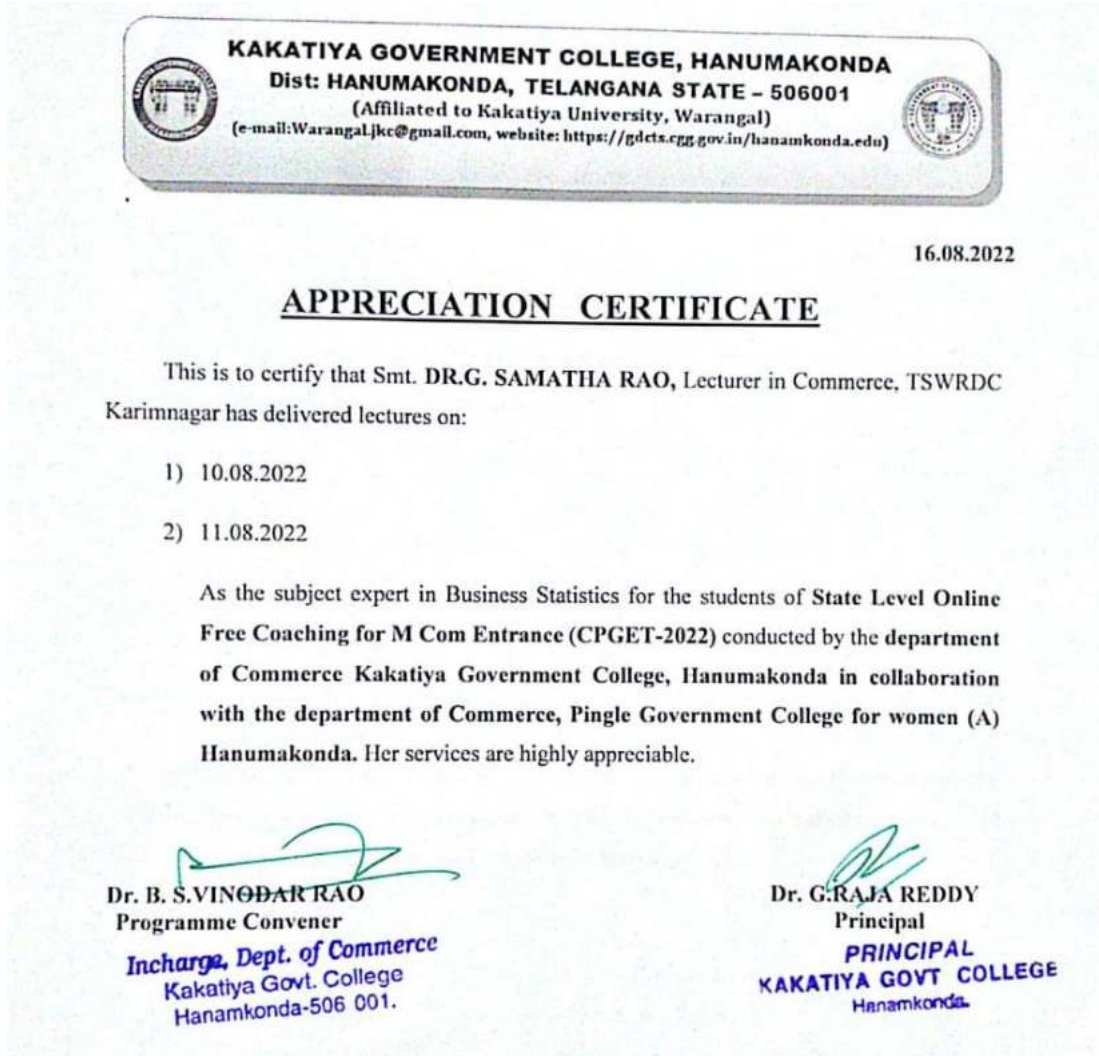 KAKATIYA GOVERNMENT COLLEGE, HANUMAKONDA
Dist: HANUMAKONDA, TELANGANA STATE – 506001
(Affiliated to Kakatiya University, Warangal)
(e-mail:Warangal.jkc@gmail.com, website: https://gdcts.cgg.gov.in/hanamkonda.edu)
16.08.2022
APPRECIATION CERTIFICATE
This is to certify that Smt. DR.G. SAMATHA RAO, Lecturer in Commerce, TSWRDC
Karimnagar has delivered lectures on:
1) 10.08.2022
2) 11.08.2022
As the subject expert in Business Statistics for the students of State Level Online
Free Coaching for M Com Entrance (CPGET-2022) conducted by the department
of Commerce Kakatiya Government College, Hanumakonda in collaboration
with the department of Commerce, Pingle Government College for women (A)
Hanumakonda. Her services are highly appreciable.
Dr. B. S.VINODAR RAO
Programme Convener
Incharge, Dept. of Commerce
Kakatiya Govt. College
Hanamkonda-506 001.
Dr. G.RAJA REDDY
Principal
PRINCIPAL
KAKATIYA GOVT COLLEGE
Hanamkonda.